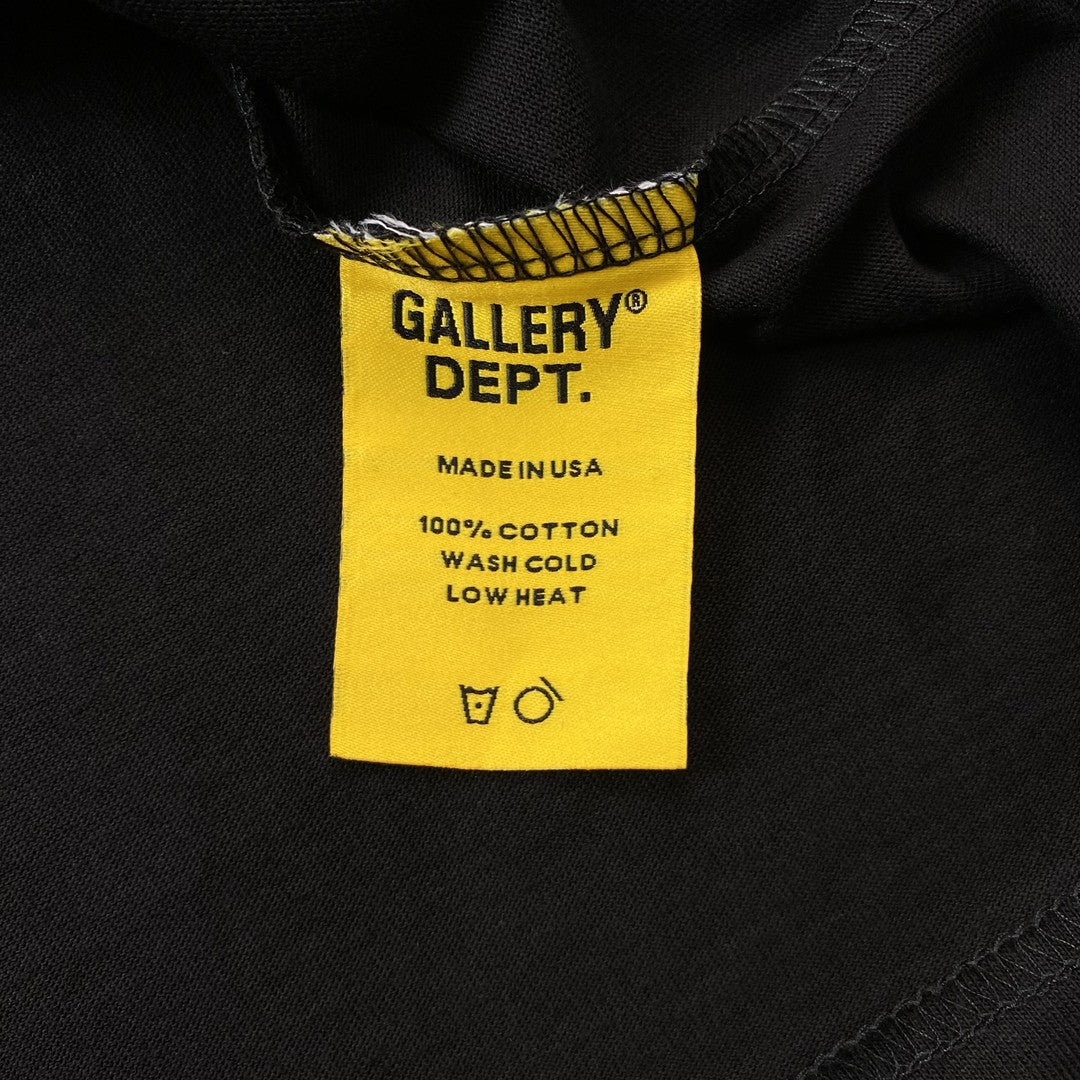 GALLERY®
DEPT.
MADE IN USA
100% COTTON
WASH COLD
LOW HEAT